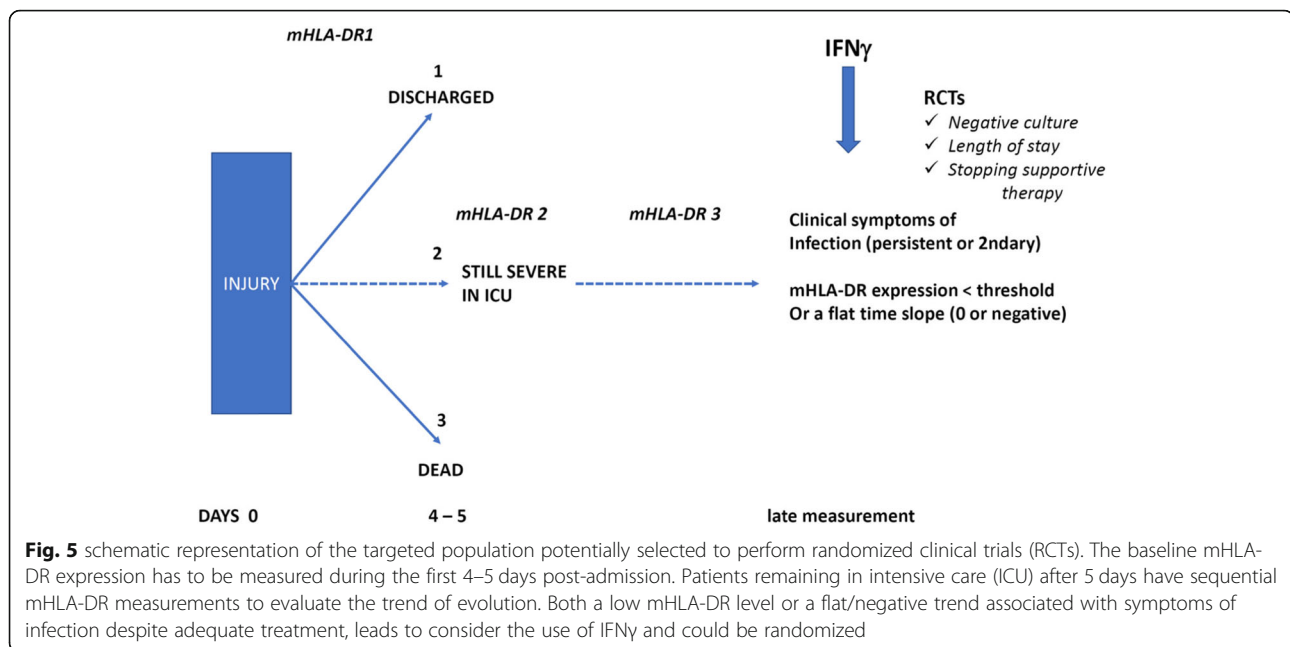 mHLA-DR1
IFNγ
1
DISCHARGED
RCTs
✓ Negative culture
✓ Length of stay
✓ Stopping supportive
therapy
mHLA-DR 2
mHLA-DR 3
Clinical symptoms of
Infection (persistent or 2ndary)
2
STILL SEVERE
IN ICU
INJURY
mHLA-DR expression < threshold
Or a flat time slope (0 or negative)
3
DEAD
DAYS 0
4 – 5
late measurement
Fig. 5 schematic representation of the targeted population potentially selected to perform randomized clinical trials (RCTs). The baseline mHLA-
DR expression has to be measured during the first 4–5 days post-admission. Patients remaining in intensive care (ICU) after 5 days have sequential
mHLA-DR measurements to evaluate the trend of evolution. Both a low mHLA-DR level or a flat/negative trend associated with symptoms of
infection despite adequate treatment, leads to consider the use of IFNγ and could be randomized